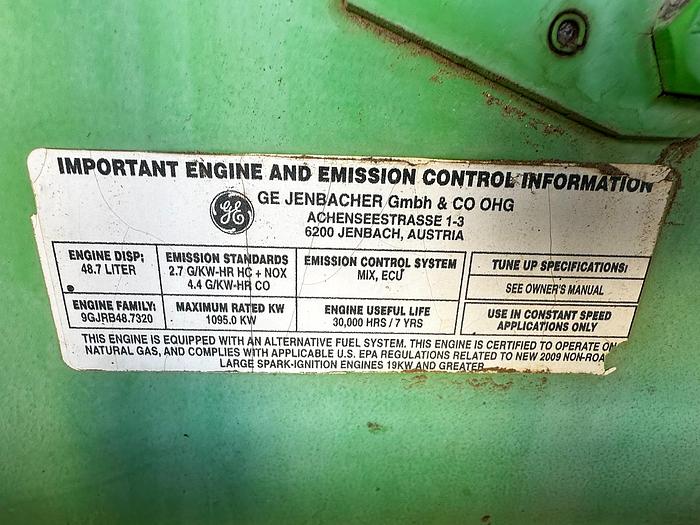 IMPORTANT ENGINE AND EMISSION CONTROL INFORMATION
GE
GE JENBACHER Gmbh & CO OHG
ACHENSEESTRASSE 1-3
6200 JENBACH, AUSTRIA
ENGINE DISP:
48.7 LITER
EMISSION STANDARDS
2.7 G/KW-HR HC + NOX
4.4 G/KW-HR CO
EMISSION CONTROL SYSTEM
MIX, ECU
TUNE UP SPECIFICATIONS:
SEE OWNER'S MANUAL
ENGINE FAMILY:
9GJRB48.7320
MAXIMUM RATED KW
1095.0 KW
ENGINE USEFUL LIFE
30,000 HRS / 7 YRS
USE IN CONSTANT SPEED
APPLICATIONS ONLY
THIS ENGINE IS EQUIPPED WITH AN ALTERNATIVE FUEL SYSTEM. THIS ENGINE IS CERTIFIED TO OPERATE ON
NATURAL GAS, AND COMPLIES WITH APPLICABLE U.S. EPA REGULATIONS RELATED TO NEW 2009 NON-ROA
LARGE SPARK-IGNITION ENGINES 19KW AND GREATER